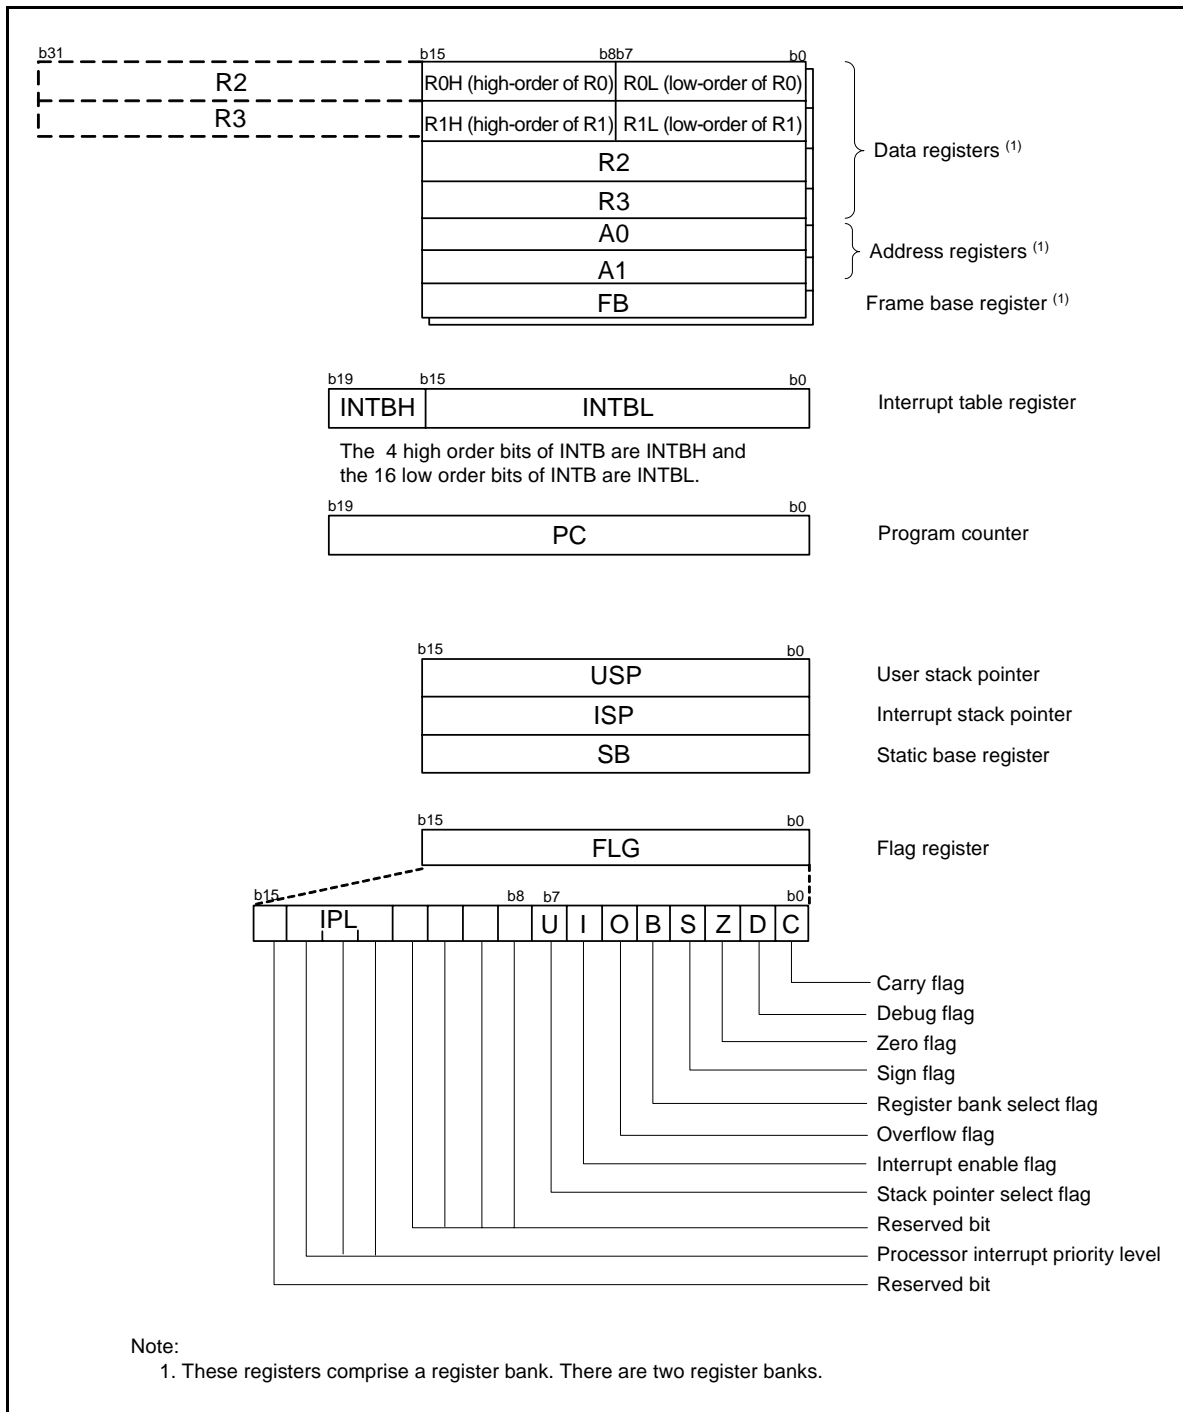 b31 b15 b8b7 b0
R2 R0H (high-order of R0) R0L (low-order of R0)
R3 R1H (high-order of R1) R1L (low-order of R1)
R2
R3
Data registers (1)
A0
A1
Address registers (1)
FB Frame base register (1)
b19 b15 b0
INTBH INTBL Interrupt table register
The 4 high order bits of INTB are INTBH and
the 16 low order bits of INTB are INTBL.
b19 b0
PC Program counter
b15 b0
USP User stack pointer
ISP Interrupt stack pointer
SB Static base register
b15 b0
FLG Flag register
b15 b8 b7 b0
IPL U I O B S Z D C
Carry flag
Debug flag
Zero flag
Sign flag
Register bank select flag
Overflow flag
Interrupt enable flag
Stack pointer select flag
Reserved bit
Processor interrupt priority level
Reserved bit
Note:
1. These registers comprise a register bank. There are two register banks.